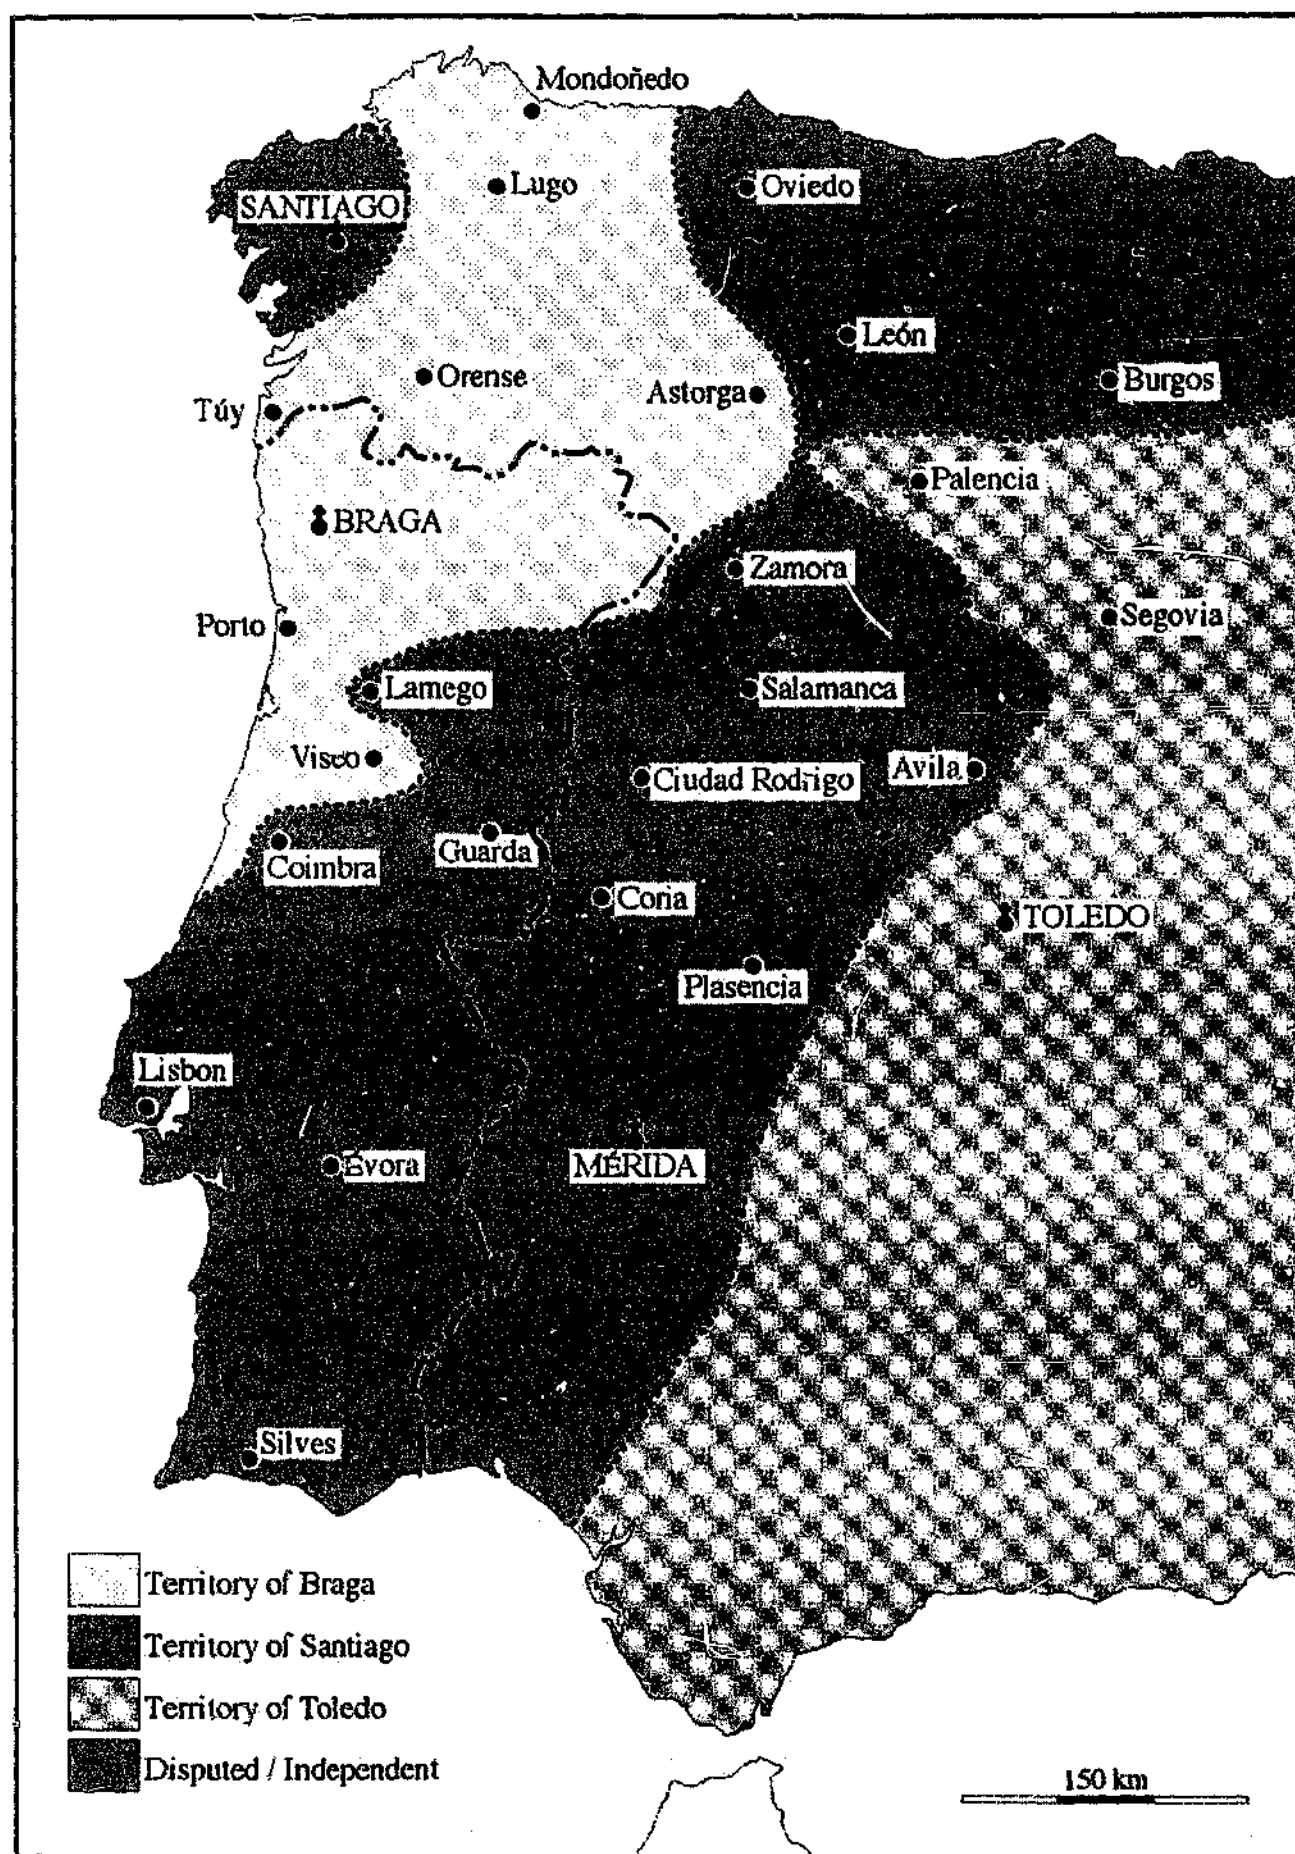 Mondoñedo
Lugo
Oviedo
SANTIAGO
León
Orense
Astorga
Burgos
Túy
Palencia
BRAGA
Zamora
Porto
Segovia
Lamego
Salamanca
Viseo
Ciudad Rodrigo
Avila
Coimbra
Guarda
Coria
TOLEDO
Plasencia
Lisbon
Évora
MÉRIDA
Silves
Territory of Braga
Territory of Santiago
Territory of Toledo
Disputed / Independent
150 km